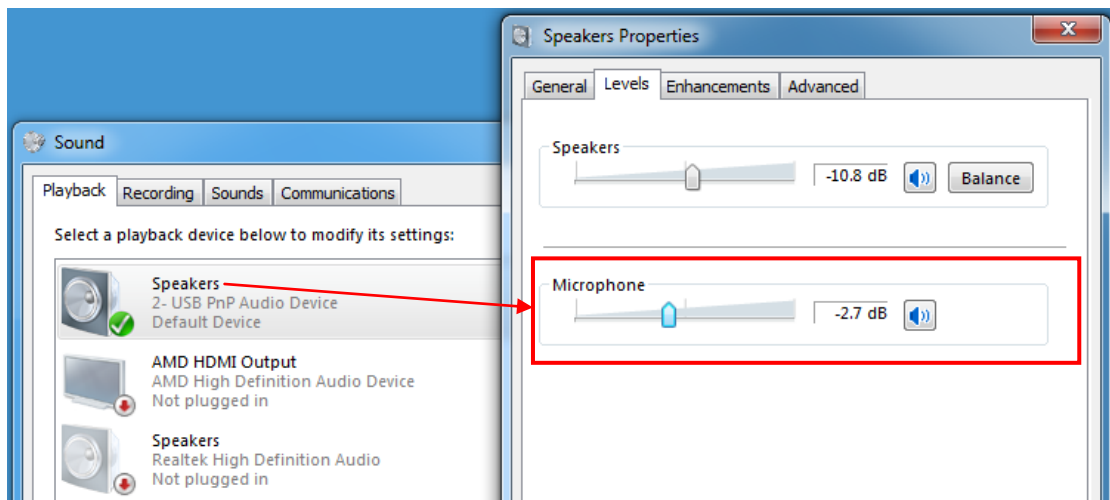 Sound
Playback Recording Sounds Communications
Select a playback device below to modify its settings:
Speakers
2- USB PnP Audio Device
Default Device
AMD HDMI Output
AMD High Definition Audio Device
Not plugged in
Speakers
Realtek High Definition Audio
Not plugged in
Speakers Properties
General Levels Enhancements Advanced
Speakers
-10.8 dB Balance
Microphone
-2.7 dB